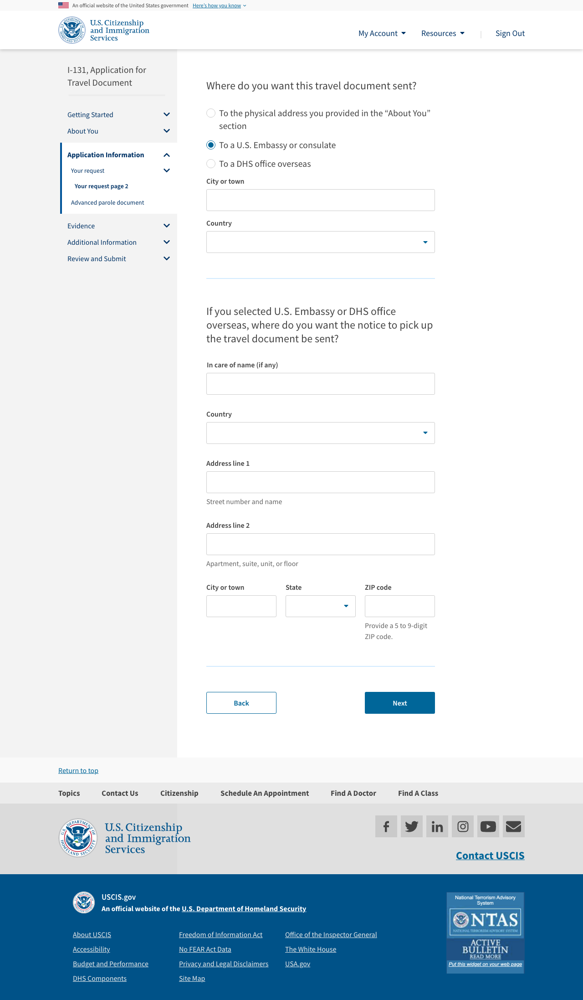 An official website of the United States government Here's how you know
U.S. Citizenship
and Immigration
Services
My Account Resources Sign Out
I-131, Application for
Travel Document
Getting Started
About You
Application Information
Your request
Your request page 2
Advanced parole document
Evidence
Additional Information
Review and Submit
Where do you want this travel document sent?
To the physical address you provided in the “About You”
section
To a U.S. Embassy or consulate
To a DHS office overseas
City or town
Country
If you selected U.S. Embassy or DHS office
overseas, where do you want the notice to pick up
the travel document be sent?
In care of name (if any)
Country
Address line 1
Street number and name
Address line 2
Apartment, suite, unit, or floor
City or town State ZIP code
Provide a 5 to 9-digit
ZIP code.
Back Next
Return to top
Topics Contact Us Citizenship Schedule An Appointment Find A Doctor Find A Class
U.S. DEPARTMENT OF HOMELAND SECURITY
U.S. Citizenship
and Immigration
Services
Contact USCIS
USCIS.gov
An official website of the U.S. Department of Homeland Security
About USCIS Freedom of Information Act Office of the Inspector General
Accessibility No FEAR Act Data The White House
Budget and Performance Privacy and Legal Disclaimers USA.gov
DHS Components Site Map
National Terrorism Advisory
System
NTAS
NATIONAL TERRORISM ADVISORY SYSTEM
ACTIVE
BULLETIN
READ MORE
Put this widget on your web page